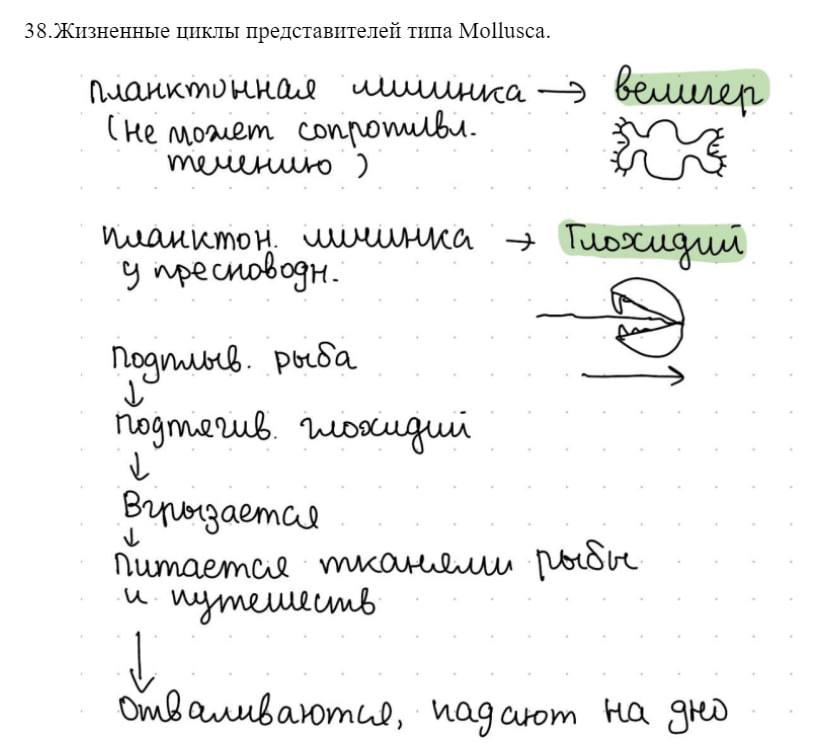 38.Жизненные циклы представителей типа Mollusca.
планктонная личинка → велигер
(не может сопротивл.
течению)
планктон. личинка → Глохидий
у пресноводн.
Подплыв. рыба
↓
Подтягив. глохидий
↓
Вгрызается
↓
Питается тканями рыбы
и путешеств
↓
Отваливаются, падают на дно